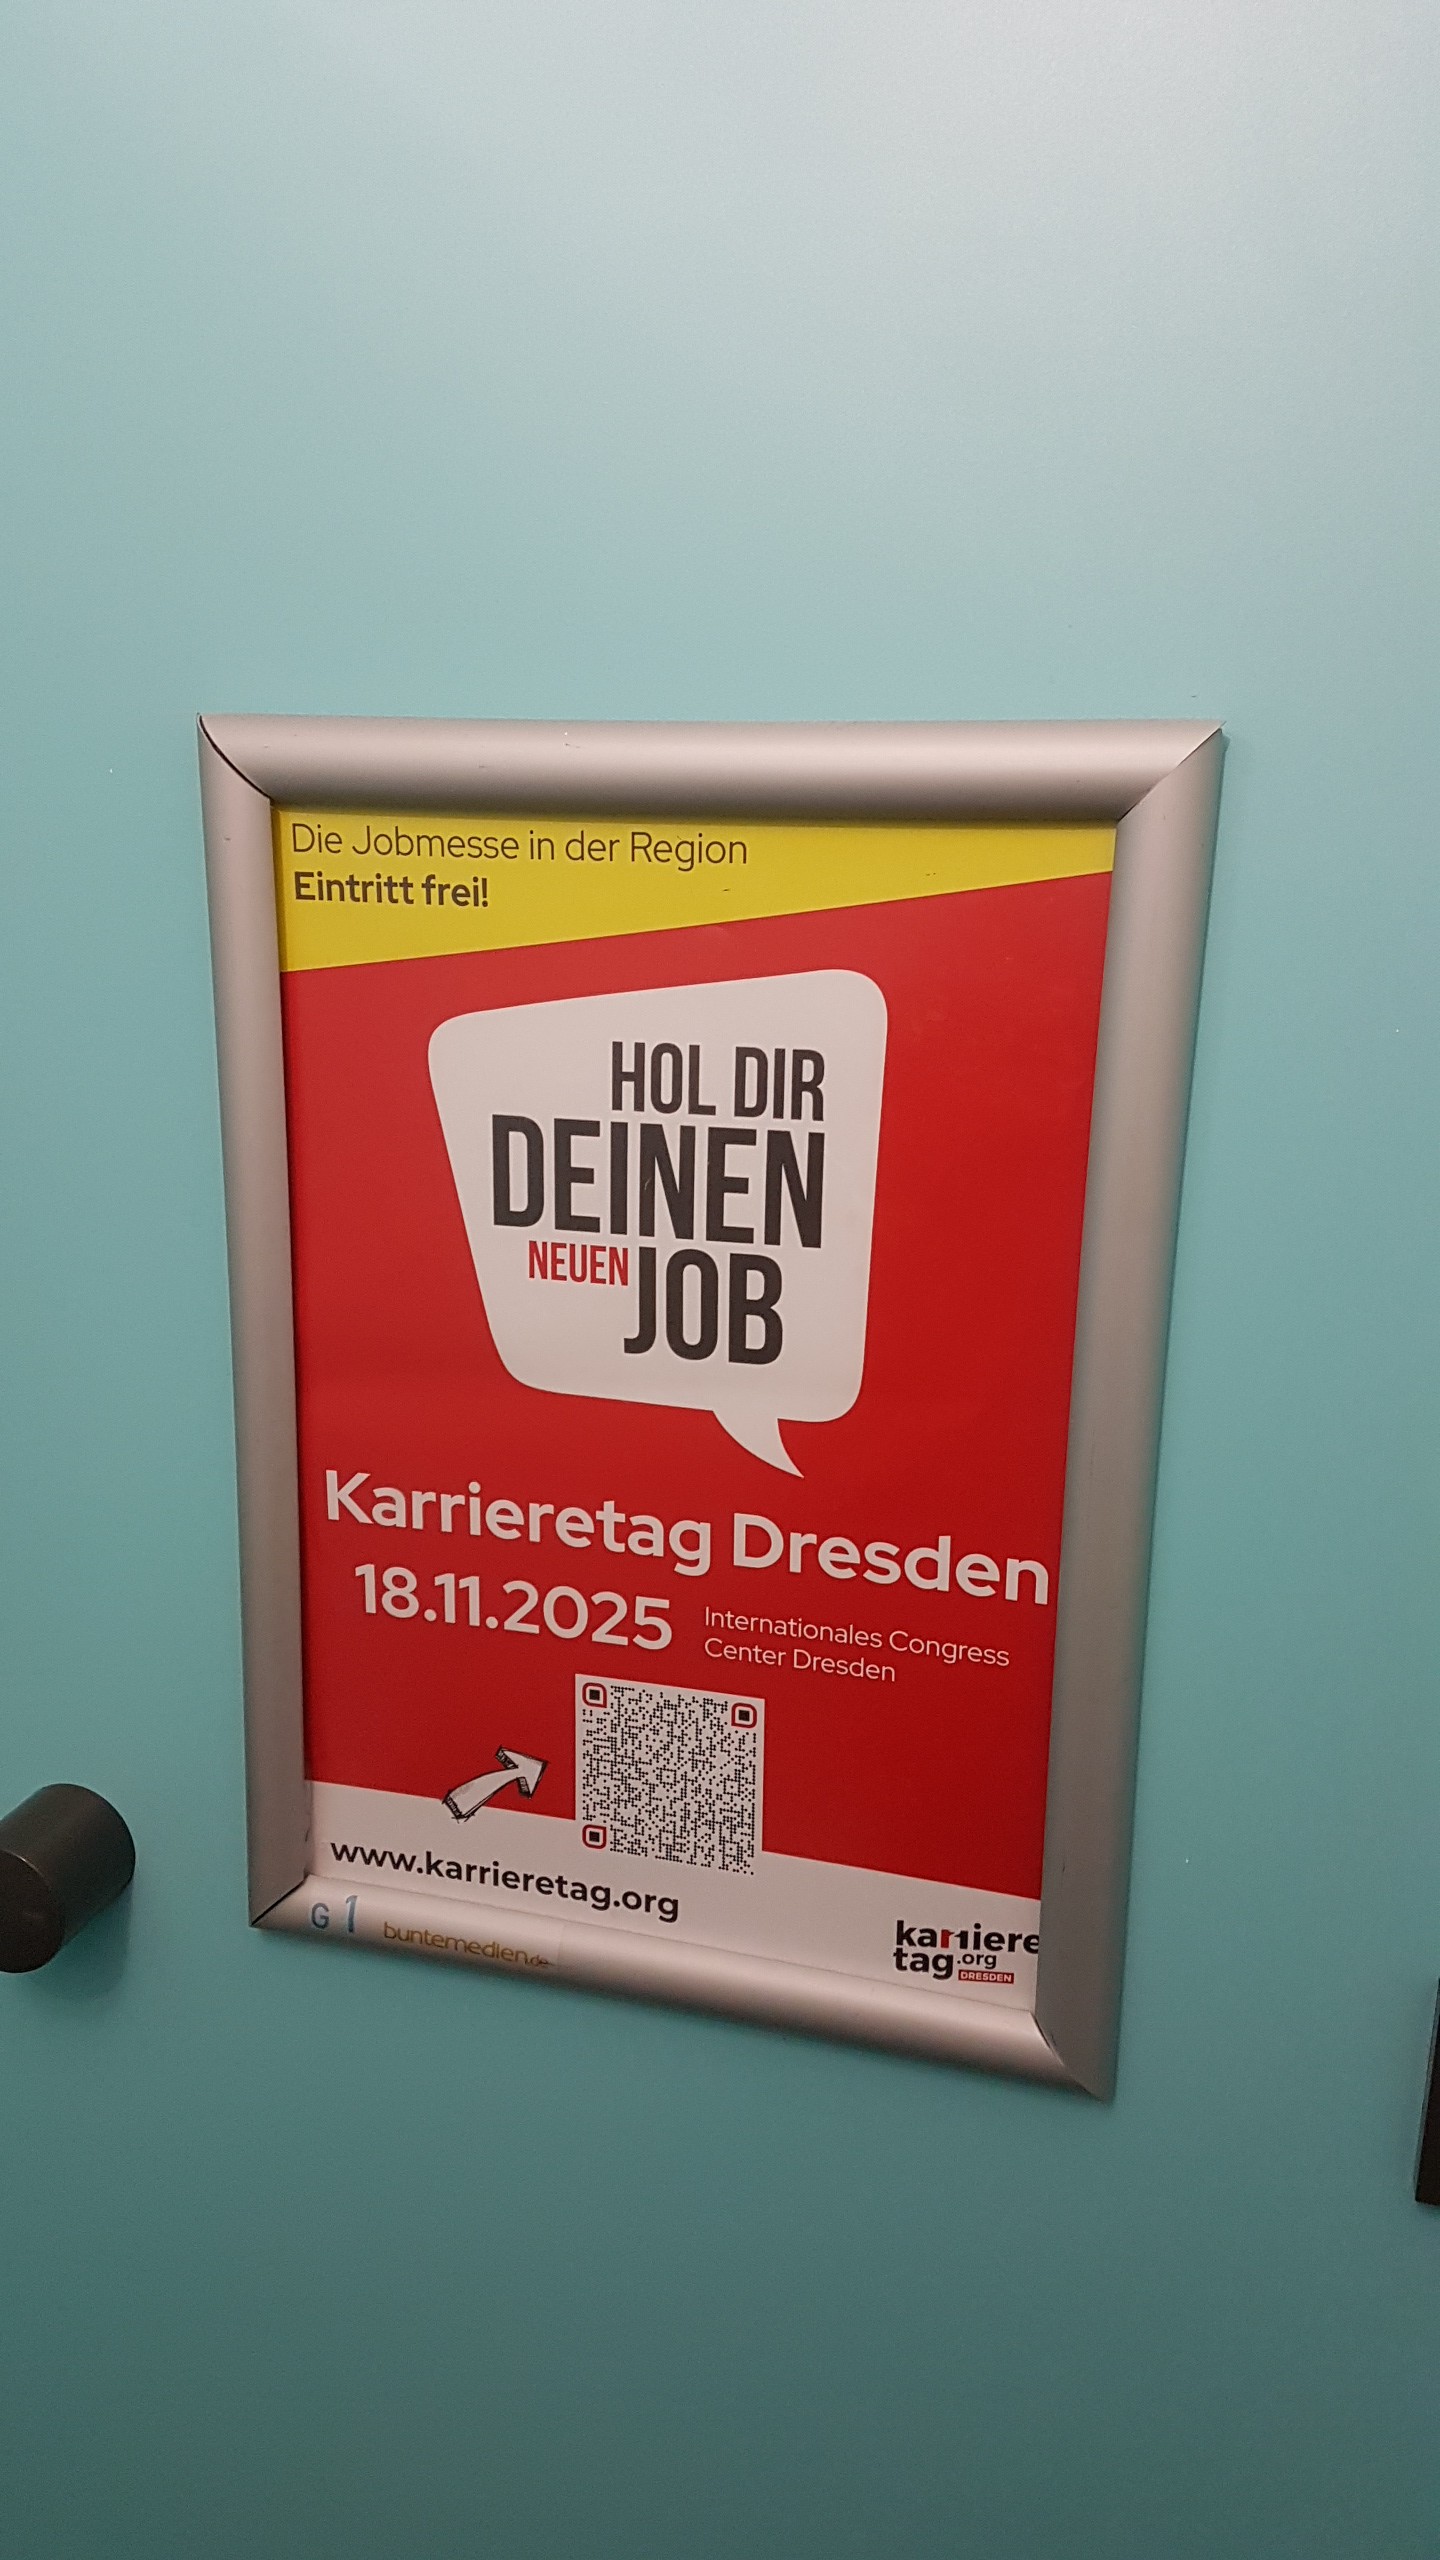 Die Jobmesse in der Region
Eintritt frei!
HOL DIR
DEINEN
NEUEN JOB
Karrieretag Dresden
18.11.2025
Internationales Congress
Center Dresden
www.karrieretag.org
karriere
tag.org
DRESDEN
G 1
buntemedien.de